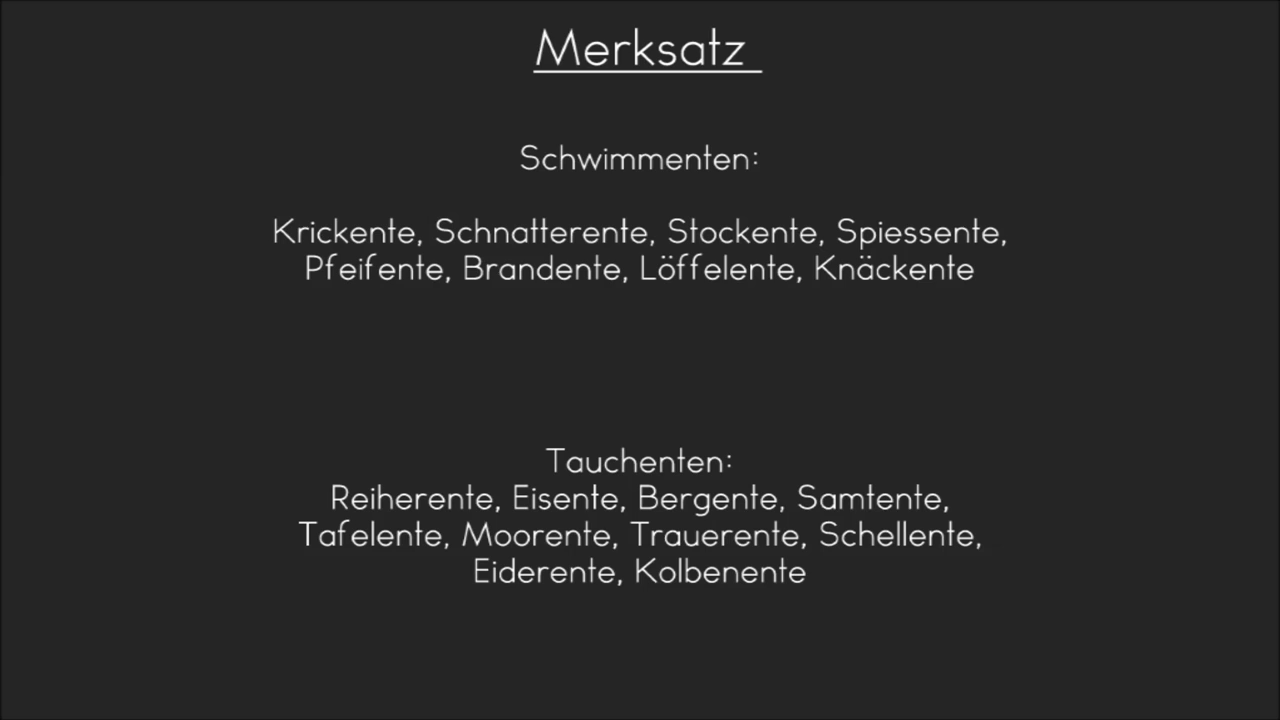 Merksatz
Schwimmenten:
Krickente, Schnatterente, Stockente, Spiessente,
Pfeifente, Brandente, Löffelente, Knäckente
Tauchenten:
Reiherente, Eisente, Bergente, Samtente,
Tafelente, Moorente, Trauerente, Schellente,
Eiderente, Kolbenente